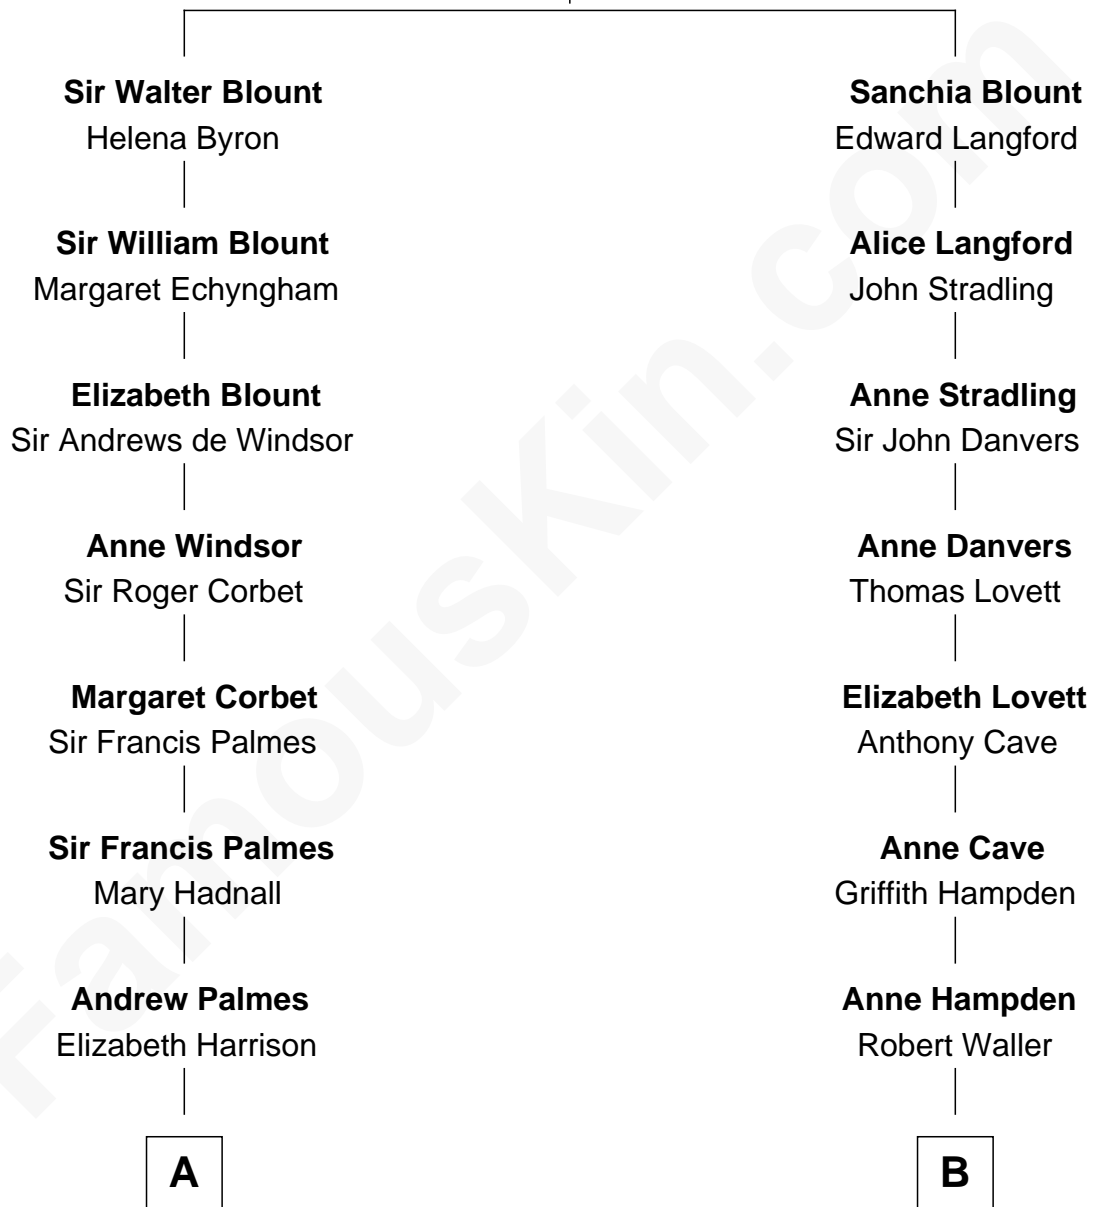 Sir Walter Blount
Helena Byron
Sir William Blount
Margaret Echyngham
Elizabeth Blount
Sir Andrews de Windsor
Anne Windsor
Sir Roger Corbet
Margaret Corbet
Sir Francis Palmes
Sir Francis Palmes
Mary Hadnall
Andrew Palmes
Elizabeth Harrison
A
Sanchia Blount
Edward Langford
Alice Langford
John Stradling
Anne Stradling
Sir John Danvers
Anne Danvers
Thomas Lovett
Elizabeth Lovett
Anthony Cave
Anne Cave
Griffith Hampden
Anne Hampden
Robert Waller
B
FamousKin.com